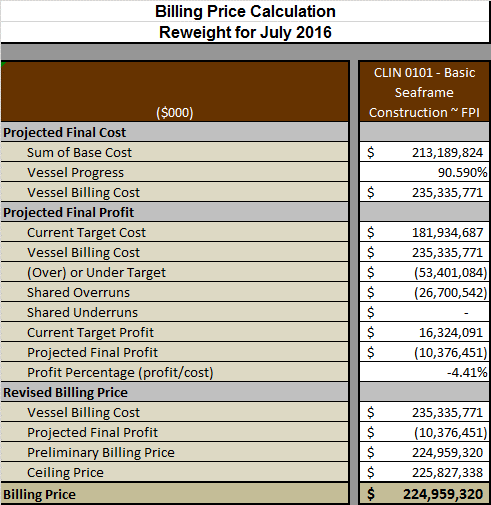 Billing Price Calculation
Reweight for July 2016
CLIN 0101 - Basic
Seaframe
($000) Construction ~ FPI
Projected Final Cost
Sum of Base Cost $ 213,189,824
Vessel Progress 90.590%
Vessel Billing Cost $ 235,335,771
Projected Final Profit
Current Target Cost $ 181,934,687
Vessel Billing Cost $ 235,335,771
(Over) or Under Target $ (53,401,084)
Shared Overruns $ (26,700,542)
Shared Underruns $ -
Current Target Profit $ 16,324,091
Projected Final Profit $ (10,376,451)
Profit Percentage (profit/cost) -4.41%
Revised Billing Price
Vessel Billing Cost $ 235,335,771
Projected Final Profit $ (10,376,451)
Preliminary Billing Price $ 224,959,320
Ceiling Price $ 225,827,338
Billing Price $ 224,959,320